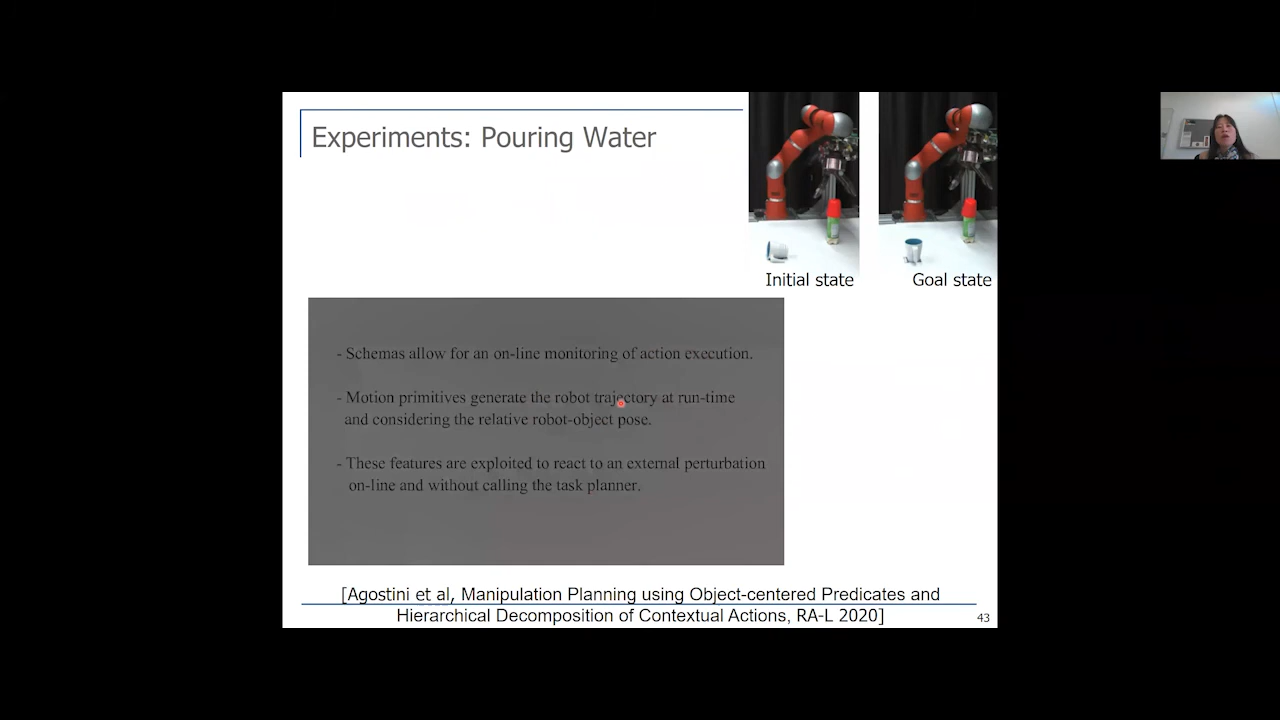 Experiments: Pouring Water
Initial state
Goal state
- Schemas allow for an on-line monitoring of action execution.
- Motion primitives generate the robot trajectory at run-time
and considering the relative robot-object pose.
- These features are exploited to react to an external perturbation
on-line and without calling the task planner.
[Agostini et al, Manipulation Planning using Object-centered Predicates and
Hierarchical Decomposition of Contextual Actions, RA-L 2020]
43